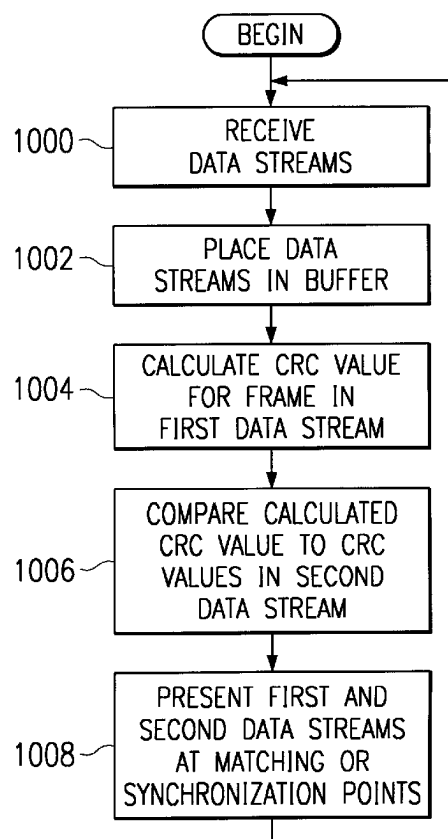 BEGIN
1000
RECEIVE
DATA STREAMS
1002
PLACE DATA
STREAMS IN BUFFER
1004
CALCULATE CRC VALUE
FOR FRAME IN
FIRST DATA STREAM
1006
COMPARE CALCULATED
CRC VALUE TO CRC
VALUES IN SECOND
DATA STREAM
1008
PRESENT FIRST AND
SECOND DATA STREAMS
AT MATCHING OR
SYNCHRONIZATION POINTS